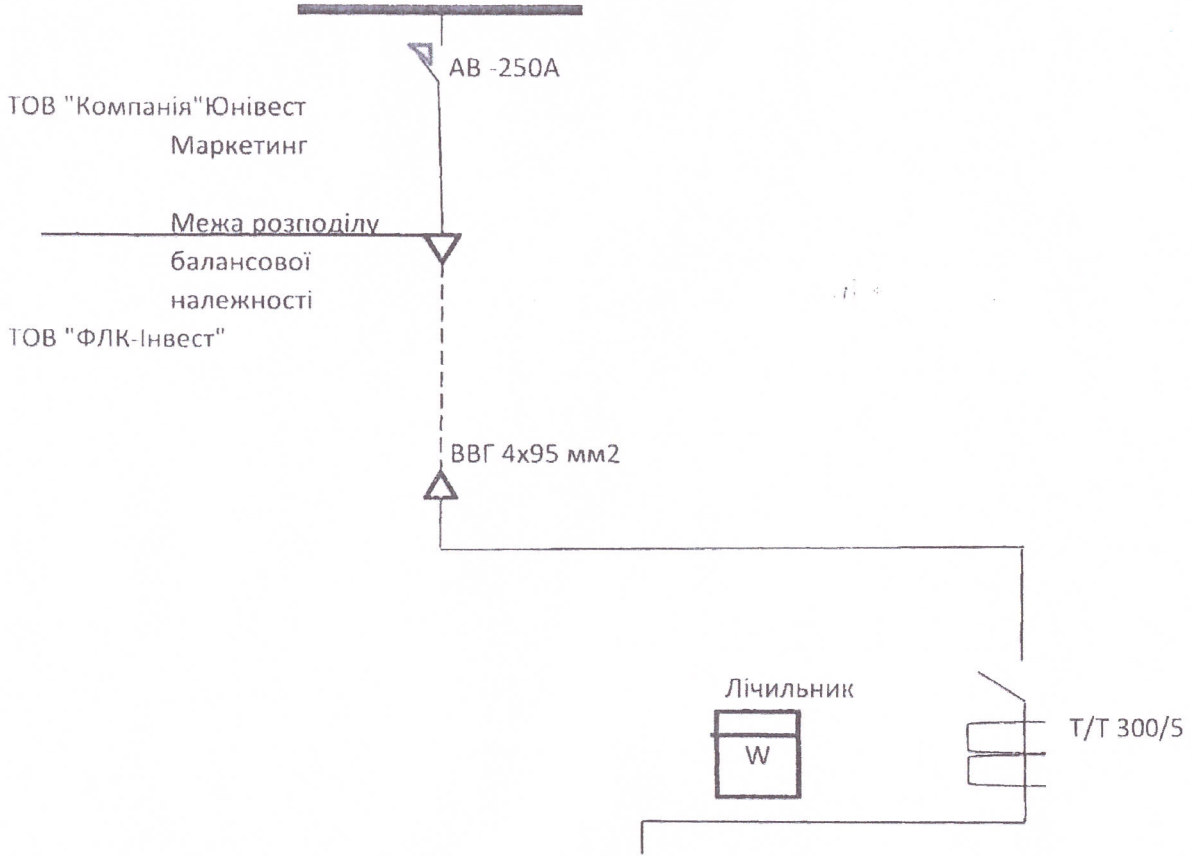 АВ -250А
ТОВ "Компанія"Юнівест
Маркетинг
Межа розподілу
балансової
належності
ТОВ "ФЛК-Інвест"
ВВГ 4х95 мм2
Лічильник
W
Т/Т 300/5